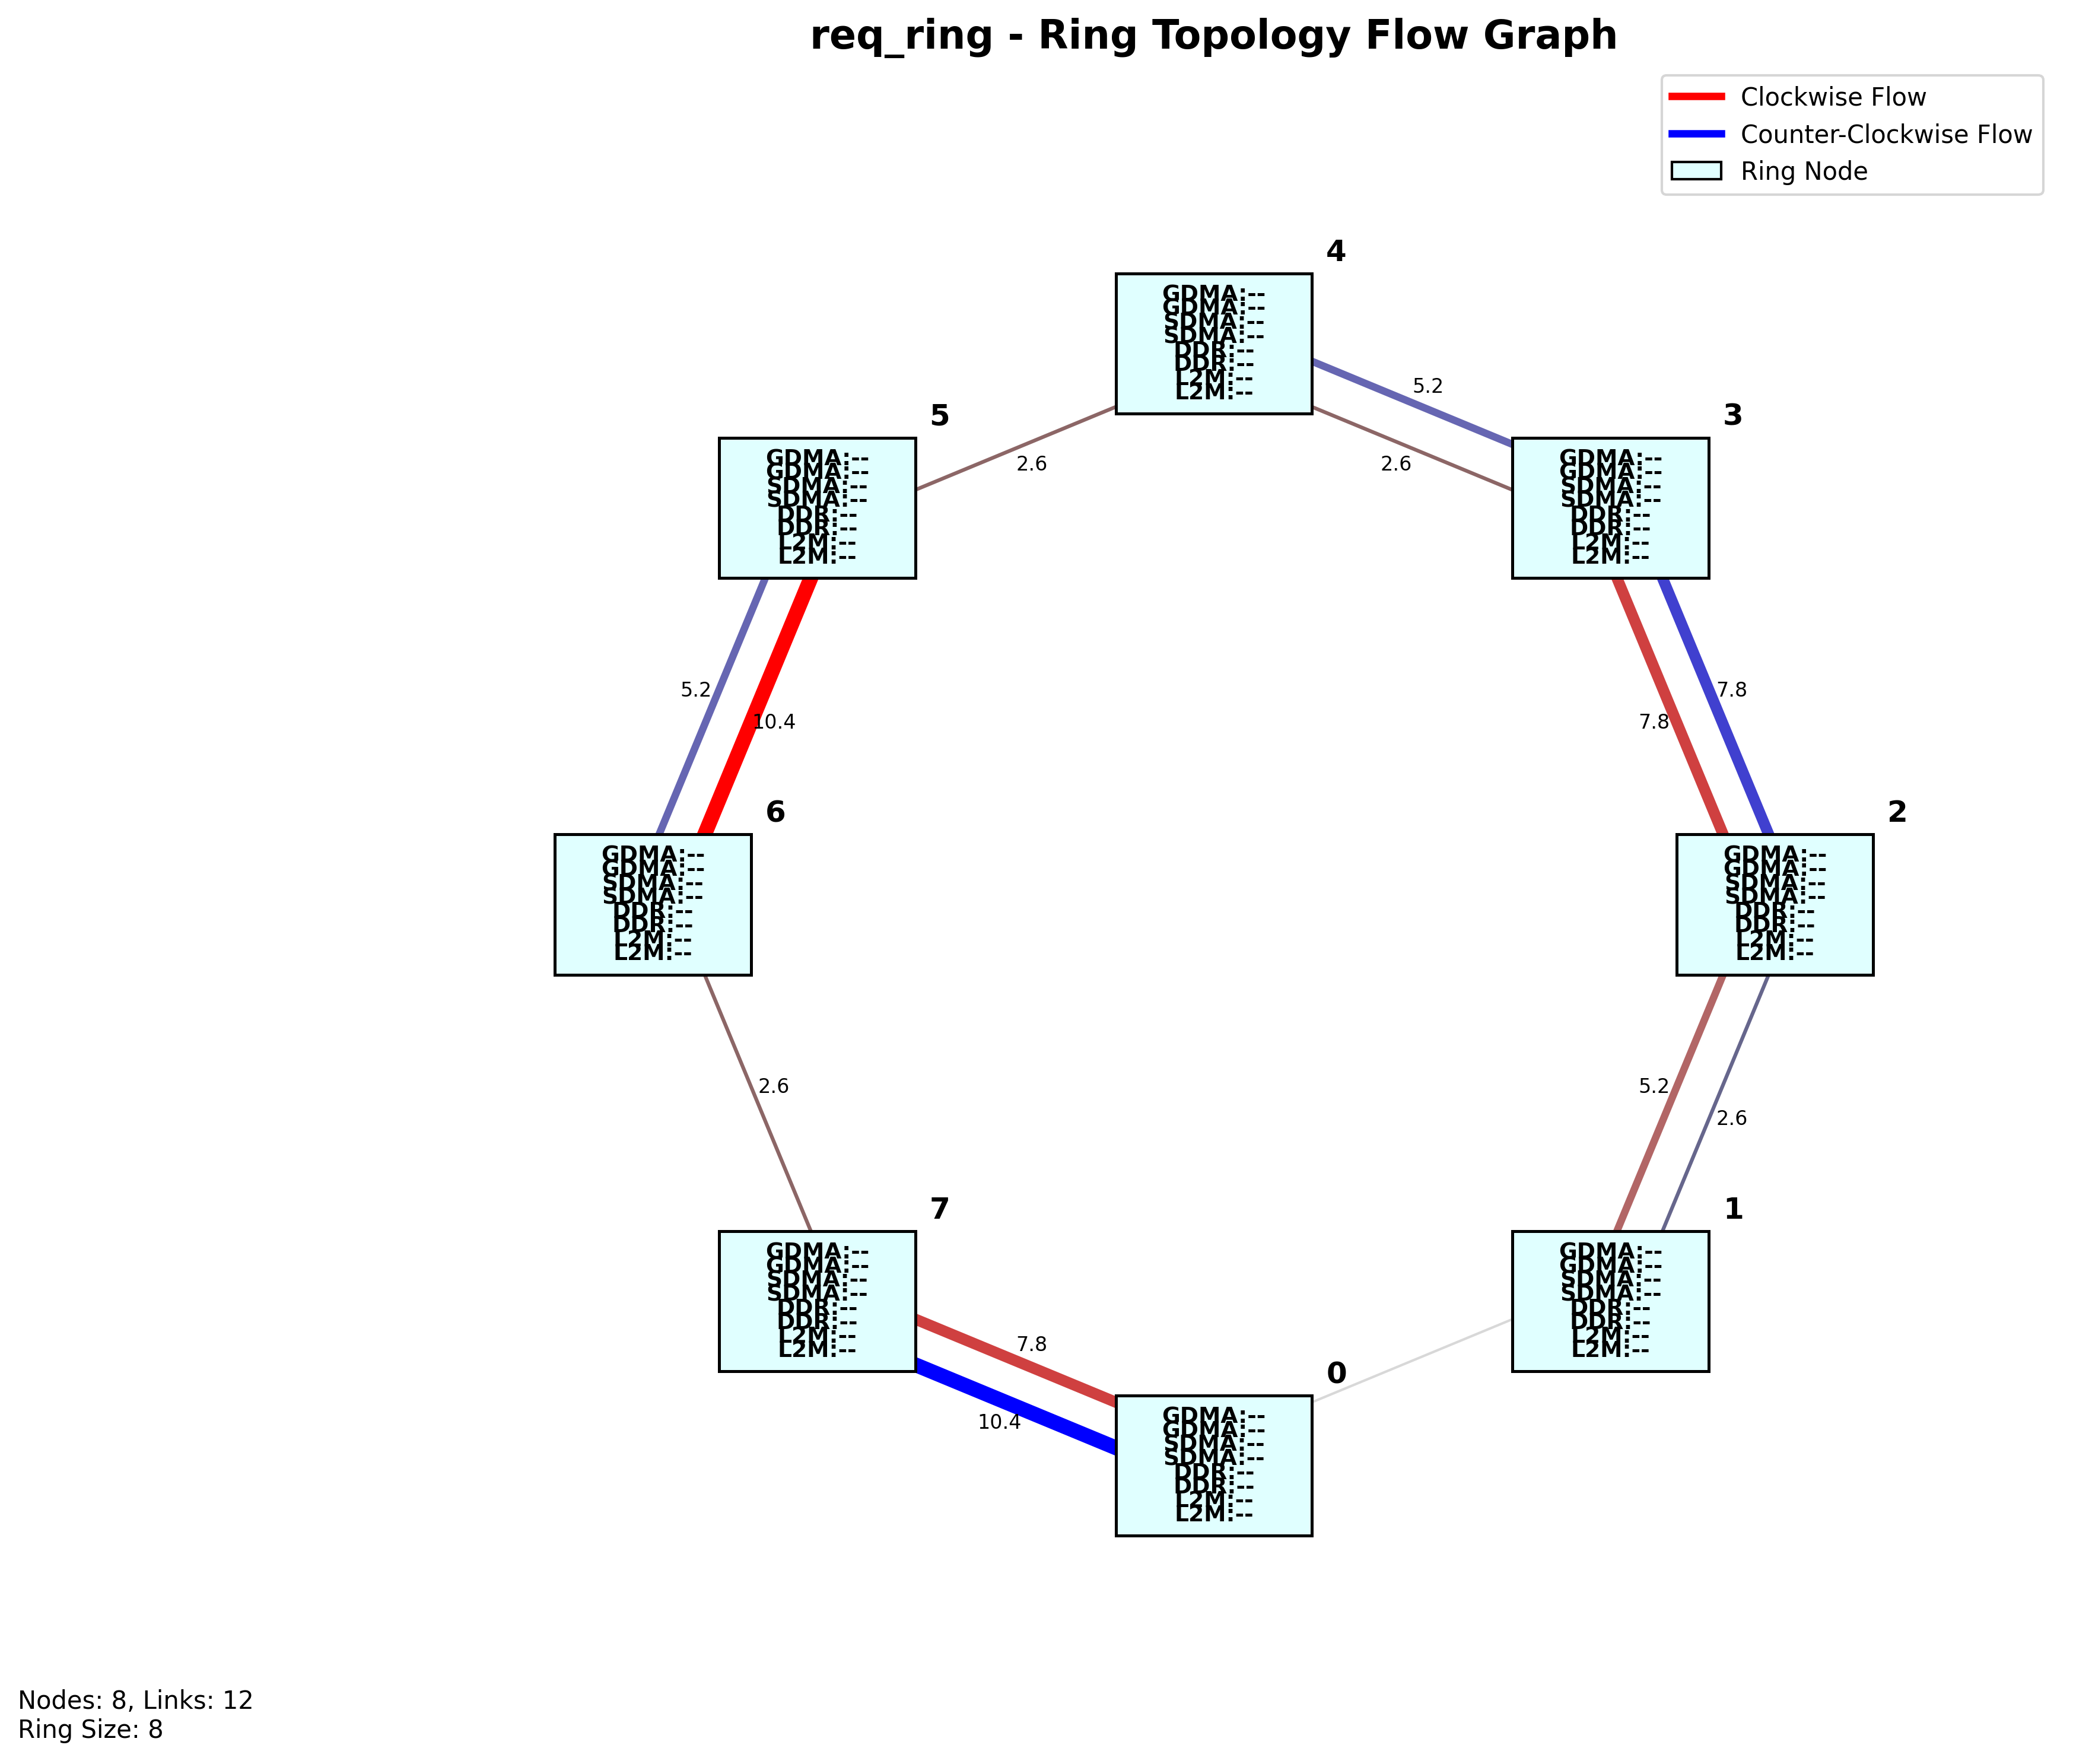 req_ring - Ring Topology Flow Graph
Clockwise Flow
Counter-Clockwise Flow
Ring Node
4
GDMA:--
GDMA:--
SDMA:--
SDMA:--
DDR:--
DDR:--
L2M:--
L2M:--
5.2
2.6
2.6
5
GDMA:--
GDMA:--
SDMA:--
SDMA:--
DDR:--
DDR:--
L2M:--
L2M:--
3
GDMA:--
GDMA:--
SDMA:--
SDMA:--
DDR:--
DDR:--
L2M:--
L2M:--
5.2
10.4
7.8
7.8
6
GDMA:--
GDMA:--
SDMA:--
SDMA:--
DDR:--
DDR:--
L2M:--
L2M:--
2
GDMA:--
GDMA:--
SDMA:--
SDMA:--
DDR:--
DDR:--
L2M:--
L2M:--
2.6
5.2
2.6
7
GDMA:--
GDMA:--
SDMA:--
SDMA:--
DDR:--
DDR:--
L2M:--
L2M:--
1
GDMA:--
GDMA:--
SDMA:--
SDMA:--
DDR:--
DDR:--
L2M:--
L2M:--
7.8
10.4
0
GDMA:--
GDMA:--
SDMA:--
SDMA:--
DDR:--
DDR:--
L2M:--
L2M:--
Nodes: 8, Links: 12
Ring Size: 8